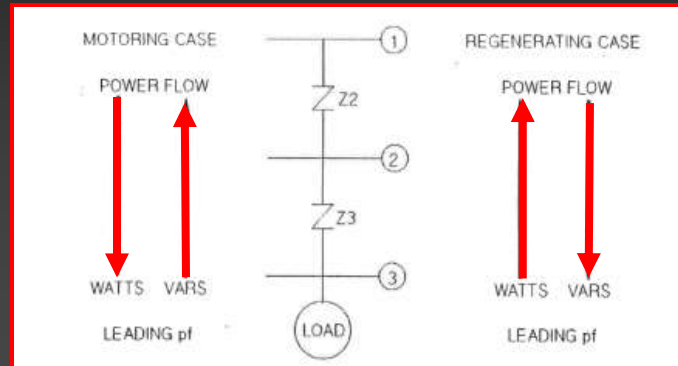 MOTORING CASE
POWER FLOW
WATTS VARS
LEADING pf
1
Z2
2
Z3
3
LOAD
REGENERATING CASE
POWER FLOW
WATTS VARS
LEADING pf